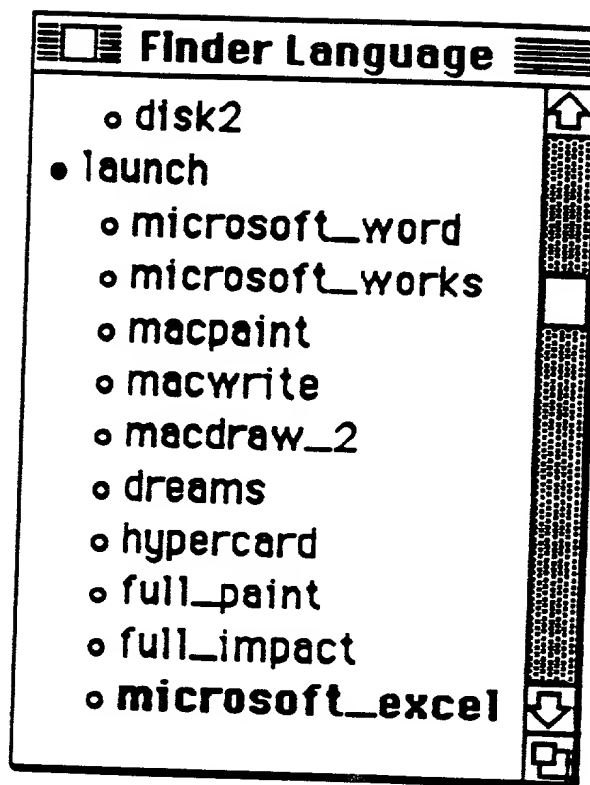 Finder Language
disk2
launch
microsoft_word
microsoft_works
macpaint
macwrite
macdraw_2
dreams
hypercard
full_paint
full_impact
microsoft_excel